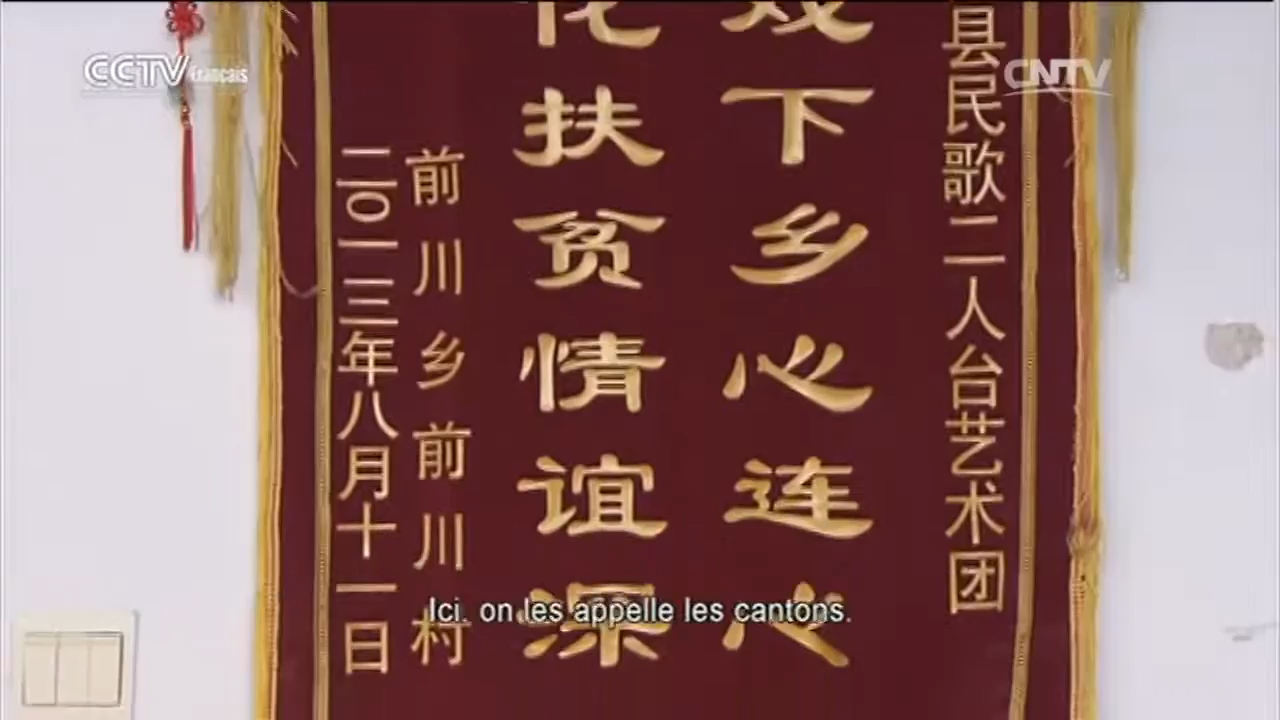 CCTV Français
CNTV
县民歌二人台艺术团
戏下乡心连心
化扶贫情谊深
前川乡前川村
二〇一三年八月十一日
Ici, on les appelle les cantons.